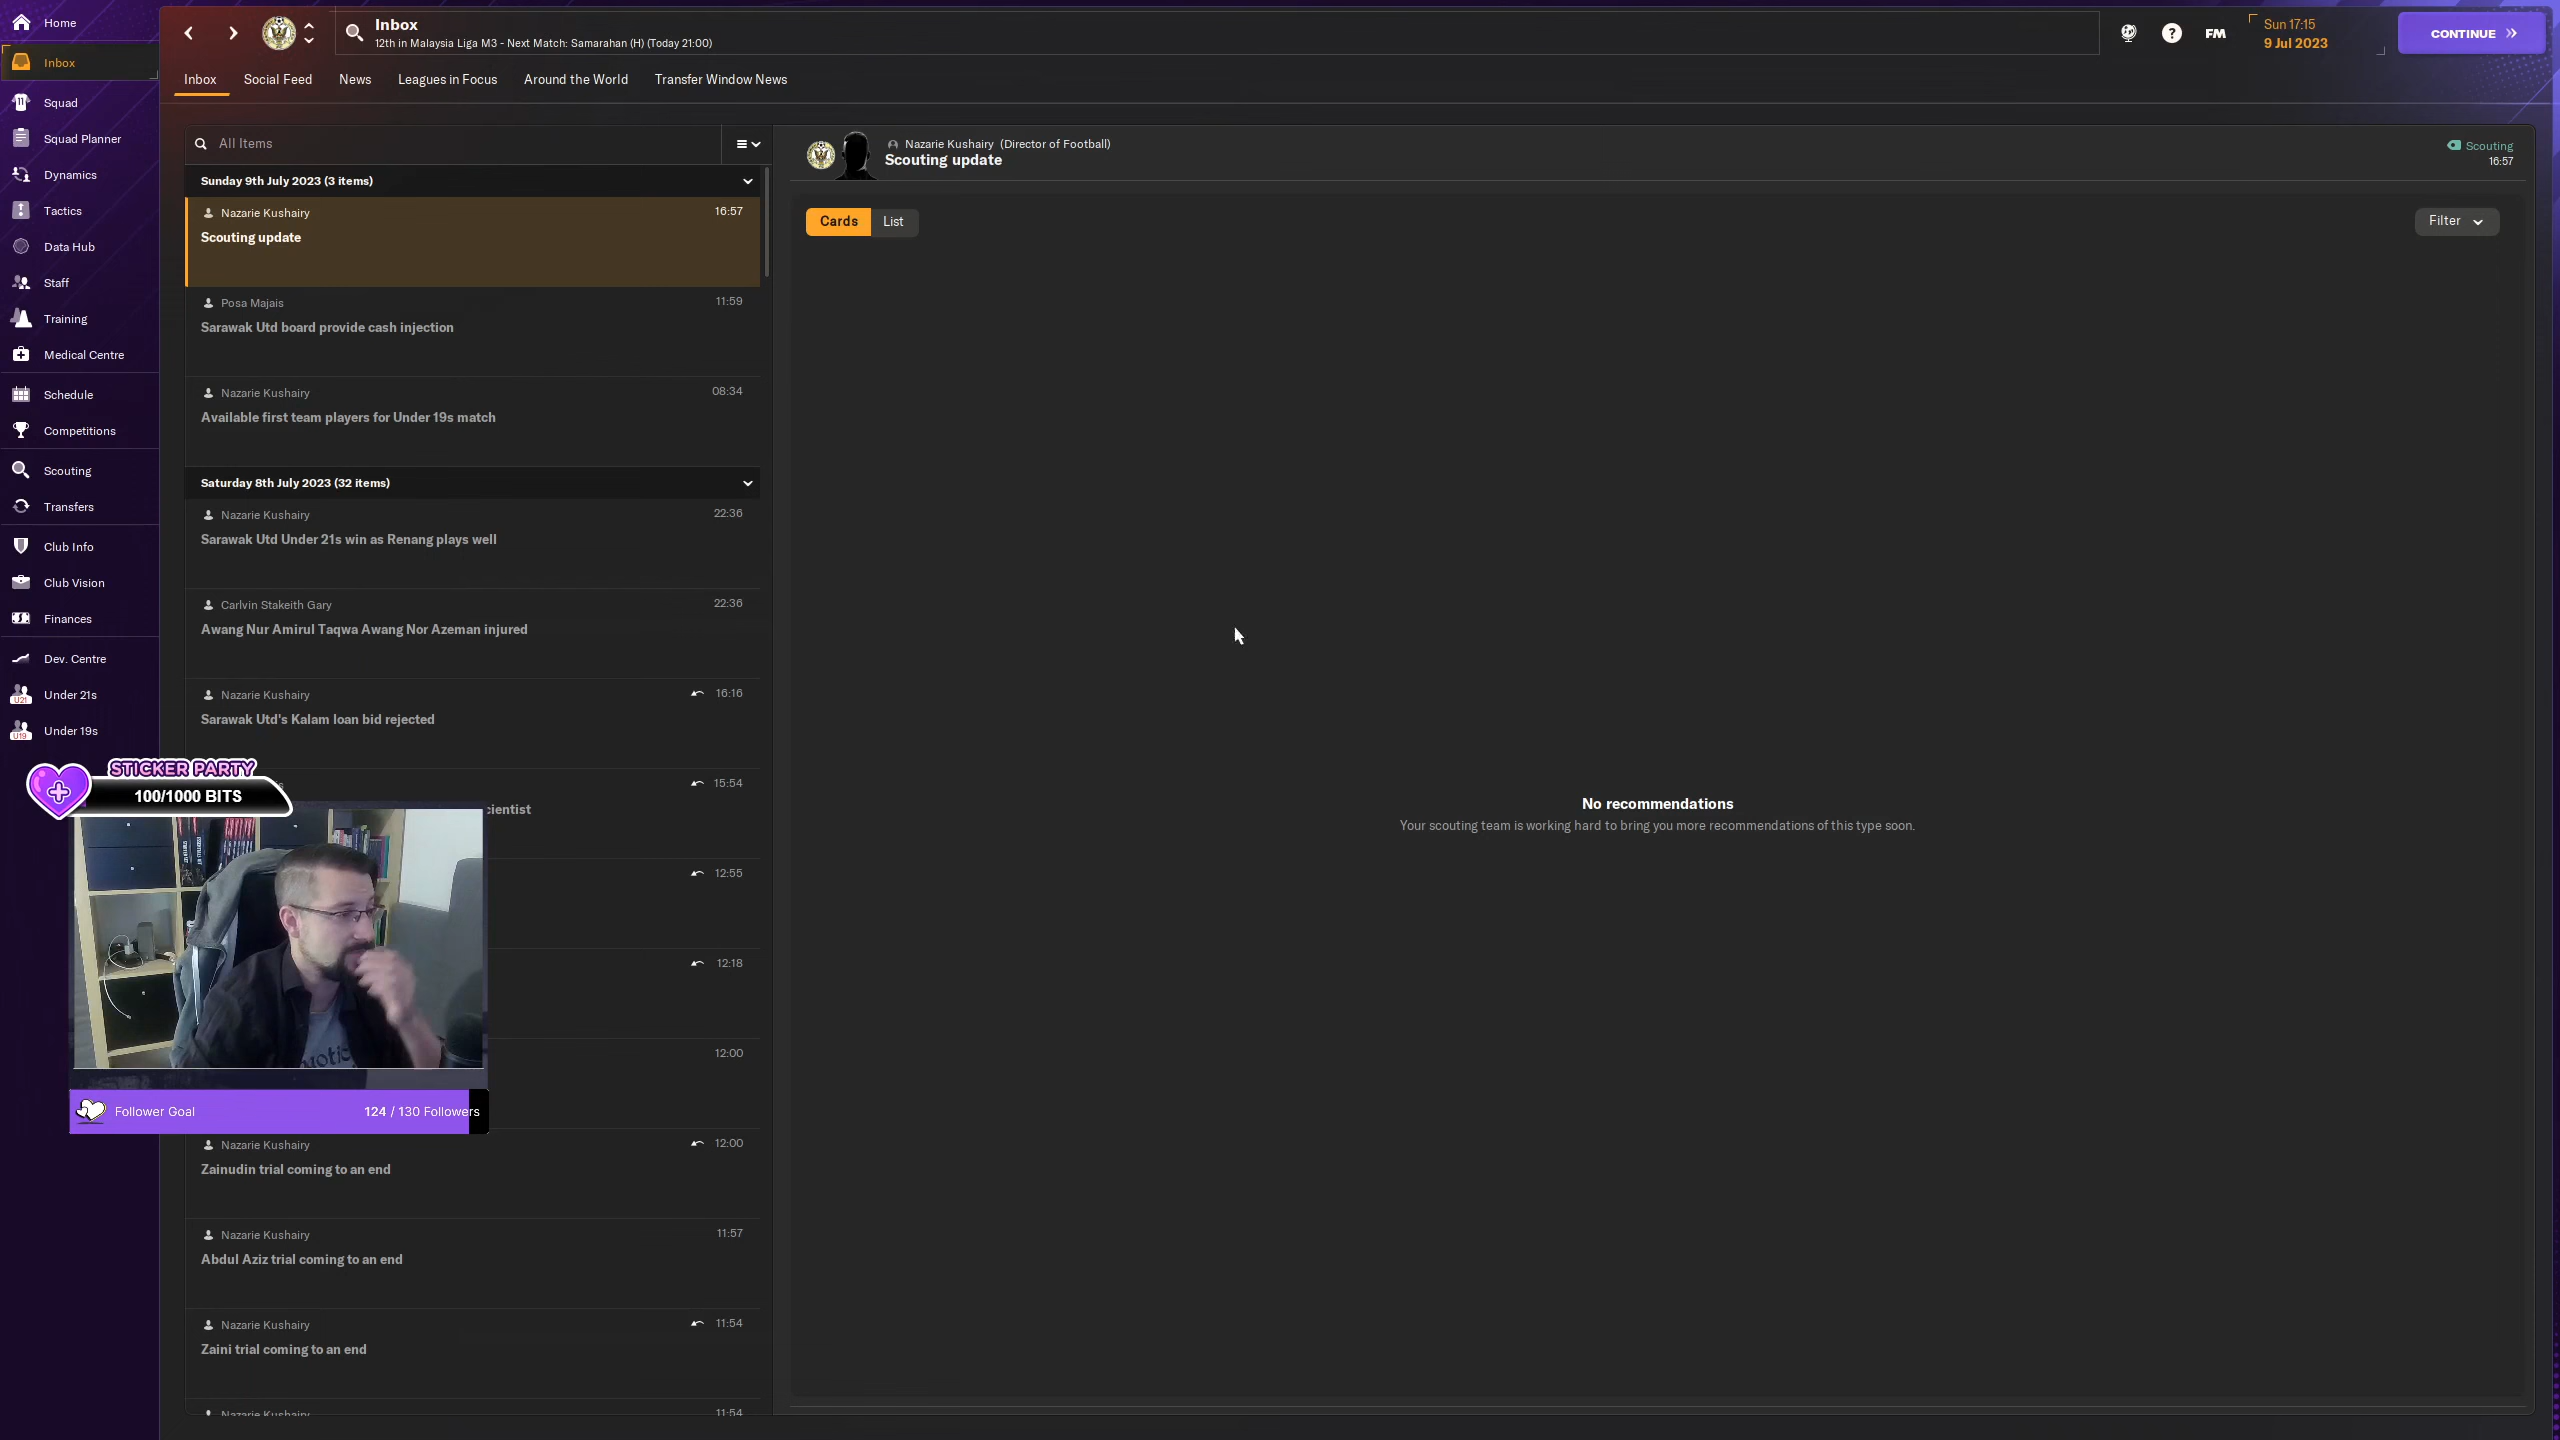 Home
Inbox
Squad
Squad Planner
Dynamics
Tactics
Data Hub
Staff
Training
Medical Centre
Schedule
Competitions
Scouting
Transfers
Club Info
Club Vision
Finances
Dev. Centre
Under 21s
Under 19s
Inbox
12th in Malaysia Liga M3 - Next Match: Samarahan (H) (Today 21:00)
FM
Sun 17:15
9 Jul 2023
CONTINUE
Inbox
Social Feed
News
Leagues in Focus
Around the World
Transfer Window News
All Items
Sunday 9th July 2023 (3 items)
Nazarie Kushairy 16:57
Scouting update
Posa Majais 11:59
Sarawak Utd board provide cash injection
Nazarie Kushairy 08:34
Available first team players for Under 19s match
Saturday 8th July 2023 (32 items)
Nazarie Kushairy 22:36
Sarawak Utd Under 21s win as Renang plays well
Carlvin Stakeith Gary 22:36
Awang Nur Amirul Taqwa Awang Nor Azeman injured
Nazarie Kushairy 16:16
Sarawak Utd's Kalam loan bid rejected
15:54
cientist
12:55
12:18
12:00
Nazarie Kushairy 12:00
Zainudin trial coming to an end
Nazarie Kushairy 11:57
Abdul Aziz trial coming to an end
Nazarie Kushairy 11:54
Zaini trial coming to an end
Nazarie Kushairy 11:54
STICKER PARTY
100/1000 BITS
Follower Goal 124 / 130 Followers
Nazarie Kushairy (Director of Football)
Scouting update
Scouting
16:57
Cards
List
Filter
No recommendations
Your scouting team is working hard to bring you more recommendations of this type soon.